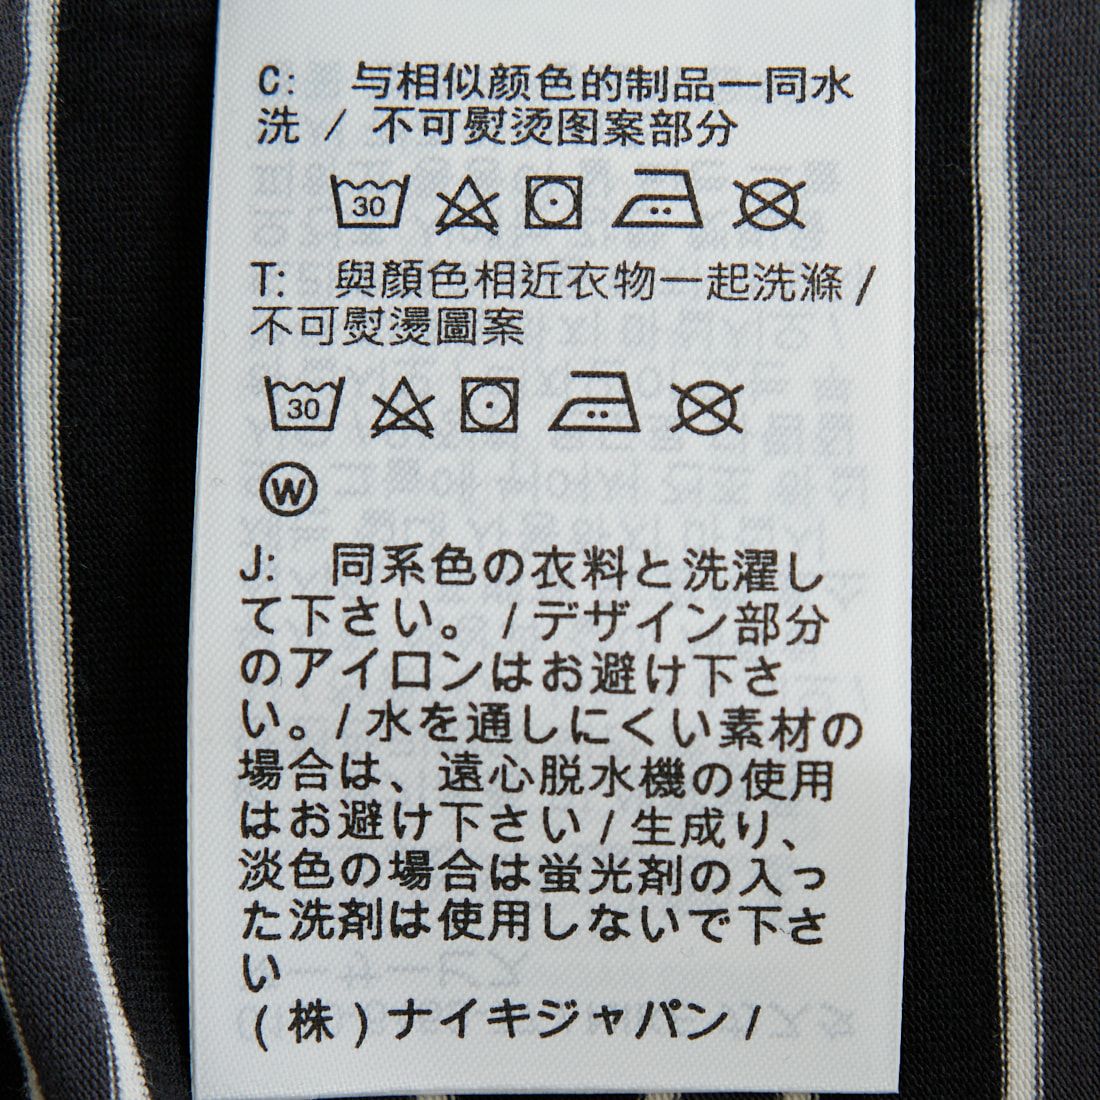 C: 与相似颜色的制品一同水
洗 / 不可熨烫图案部分
30
T: 與顏色相近衣物一起洗滌 /
不可熨燙圖案
30
W
J: 同系色の衣料と洗濯し
て下さい。 / デザイン部分
のアイロンはお避け下さ
い。/ 水を通しにくい素材の
場合は、遠心脱水機の使用
はお避け下さい / 生成り、
淡色の場合は蛍光剤の入っ
た洗剤は使用しないで下さ
い
(株)ナイキジャパン /